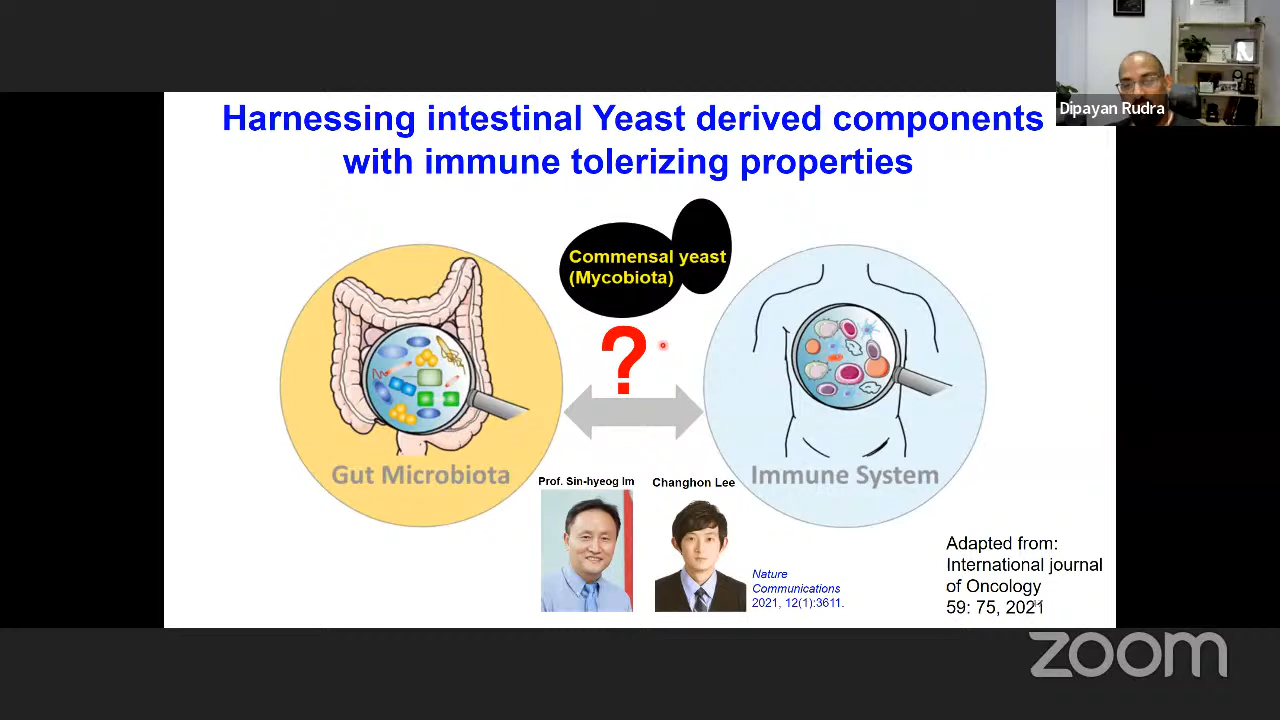 Dipayan Rudra
Harnessing intestinal Yeast derived components
with immune tolerizing properties
Commensal yeast
(Mycobiota)
?
Gut Microbiota
Immune System
Prof. Sin-hyeog Im
Changhon Lee
Nature
Communications
2021, 12(1):3611.
Adapted from:
International journal
of Oncology
59: 75, 2021
zoom